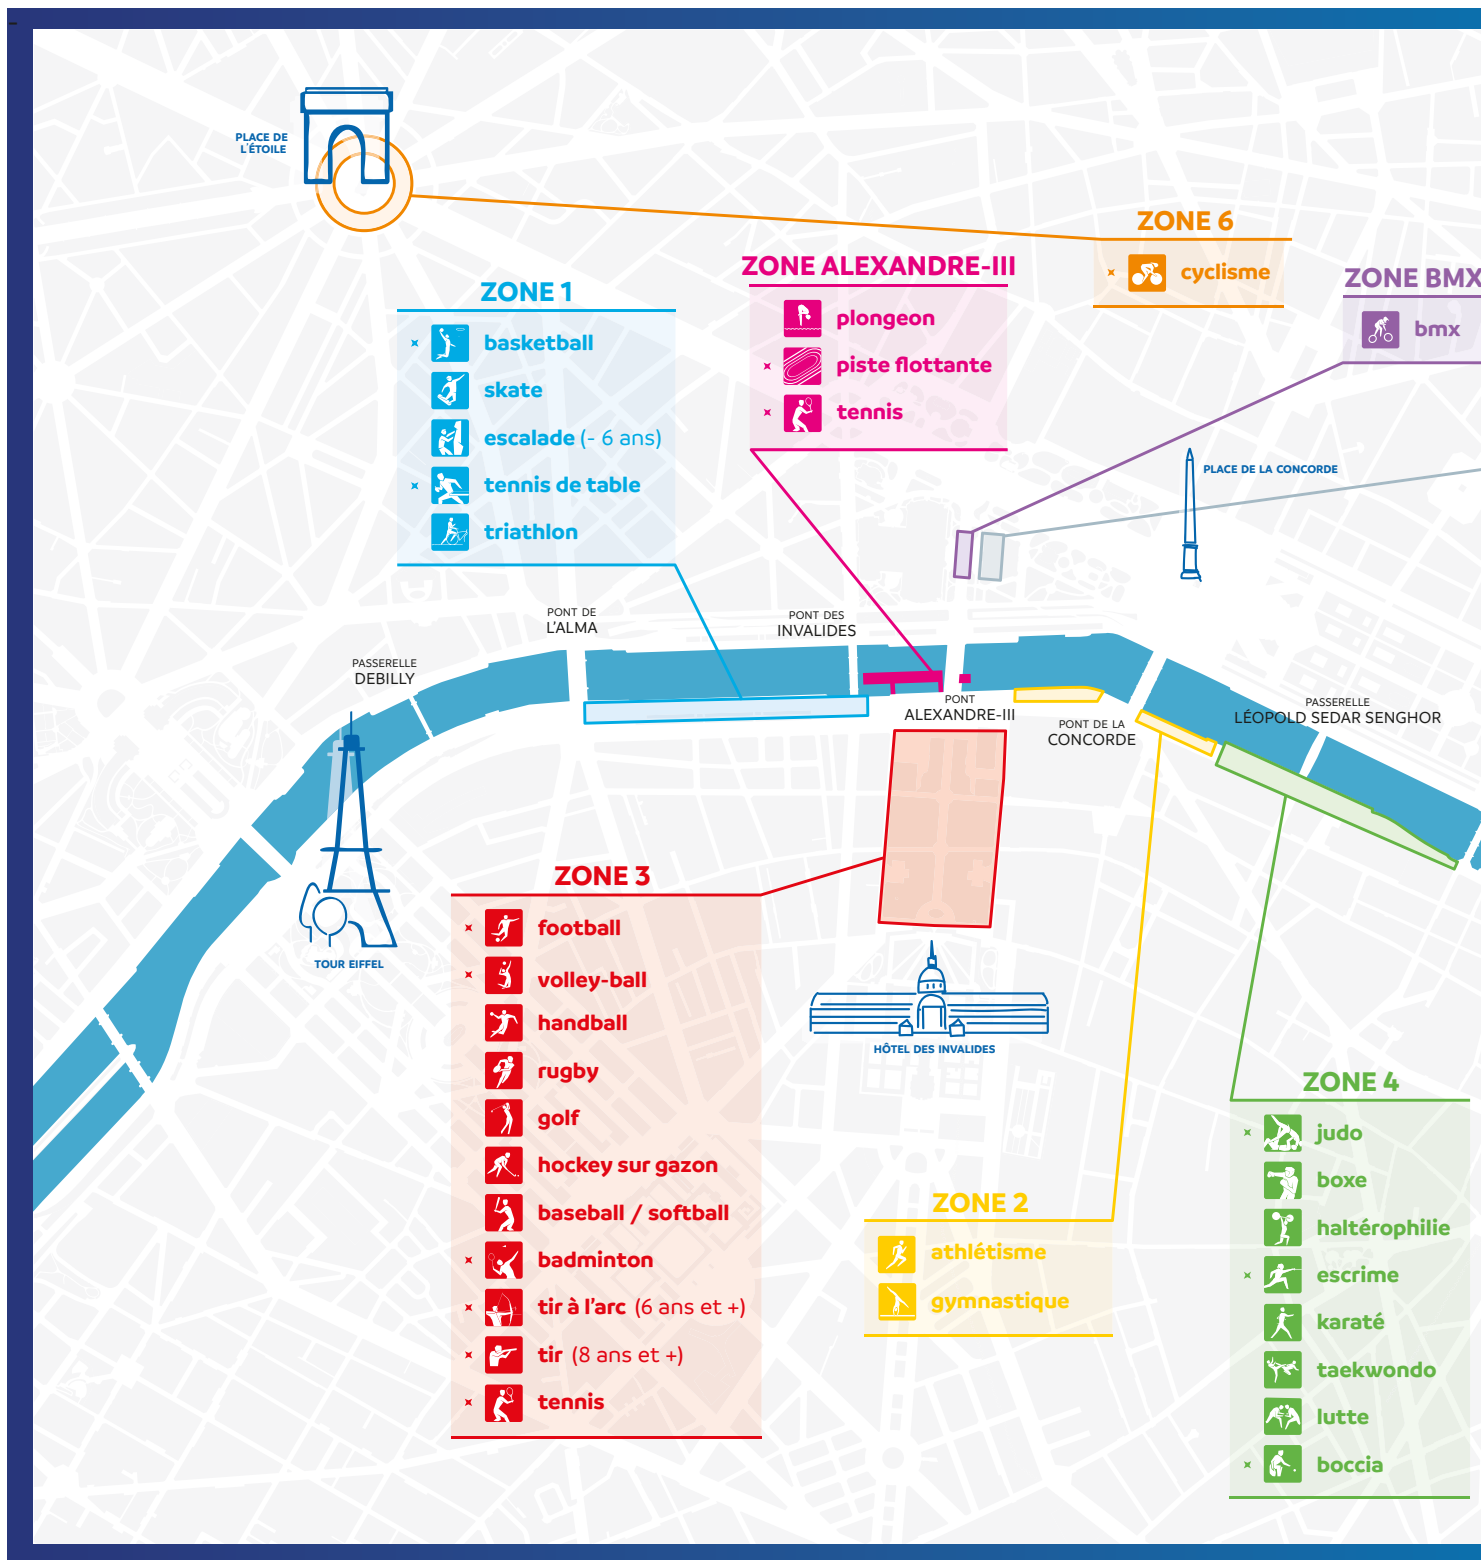 PLACE DE
L'ÉTOILE
ZONE 6
cyclisme
ZONE ALEXANDRE-III
plongeon
piste flottante
tennis
ZONE BMX
bmx
ZONE 1
basketball
skate
escalade (- 6 ans)
tennis de table
triathlon
PLACE DE LA CONCORDE
PONT DE
L'ALMA
PONT DES
INVALIDES
PASSERELLE
DEBILLY
PONT
ALEXANDRE-III
PONT DE LA
CONCORDE
PASSERELLE
LÉOPOLD SEDAR SENGHOR
TOUR EIFFEL
ZONE 3
football
volley-ball
handball
rugby
golf
hockey sur gazon
baseball / softball
badminton
tir à l'arc (6 ans et +)
tir (8 ans et +)
tennis
HÔTEL DES INVALIDES
ZONE 2
athlétisme
gymnastique
ZONE 4
judo
boxe
haltérophilie
escrime
karaté
taekwondo
lutte
boccia